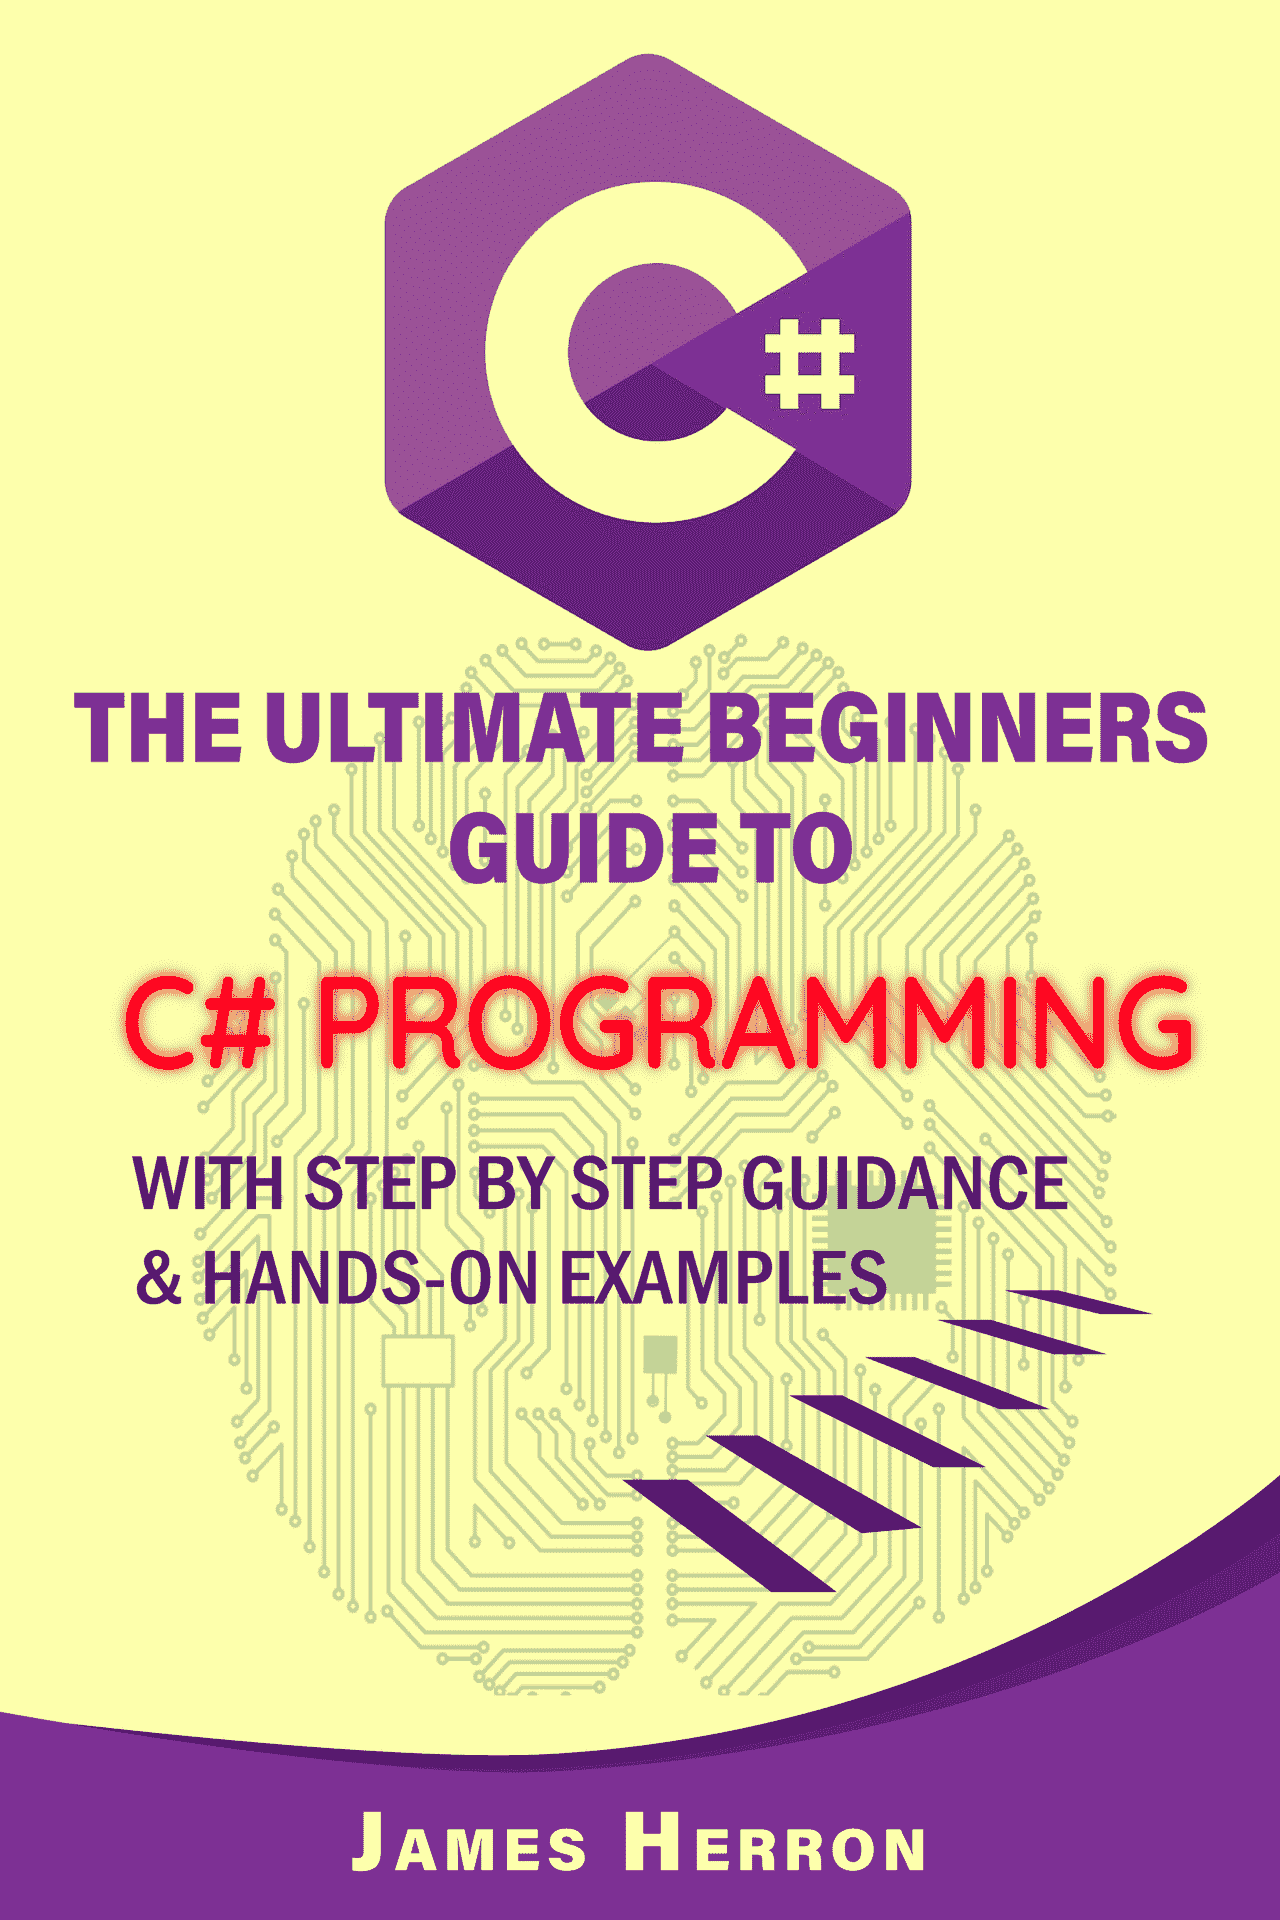 C#
THE ULTIMATE BEGINNERS
GUIDE TO
C# PROGRAMMING
WITH STEP BY STEP GUIDANCE
& HANDS-ON EXAMPLES
JAMES HERRON